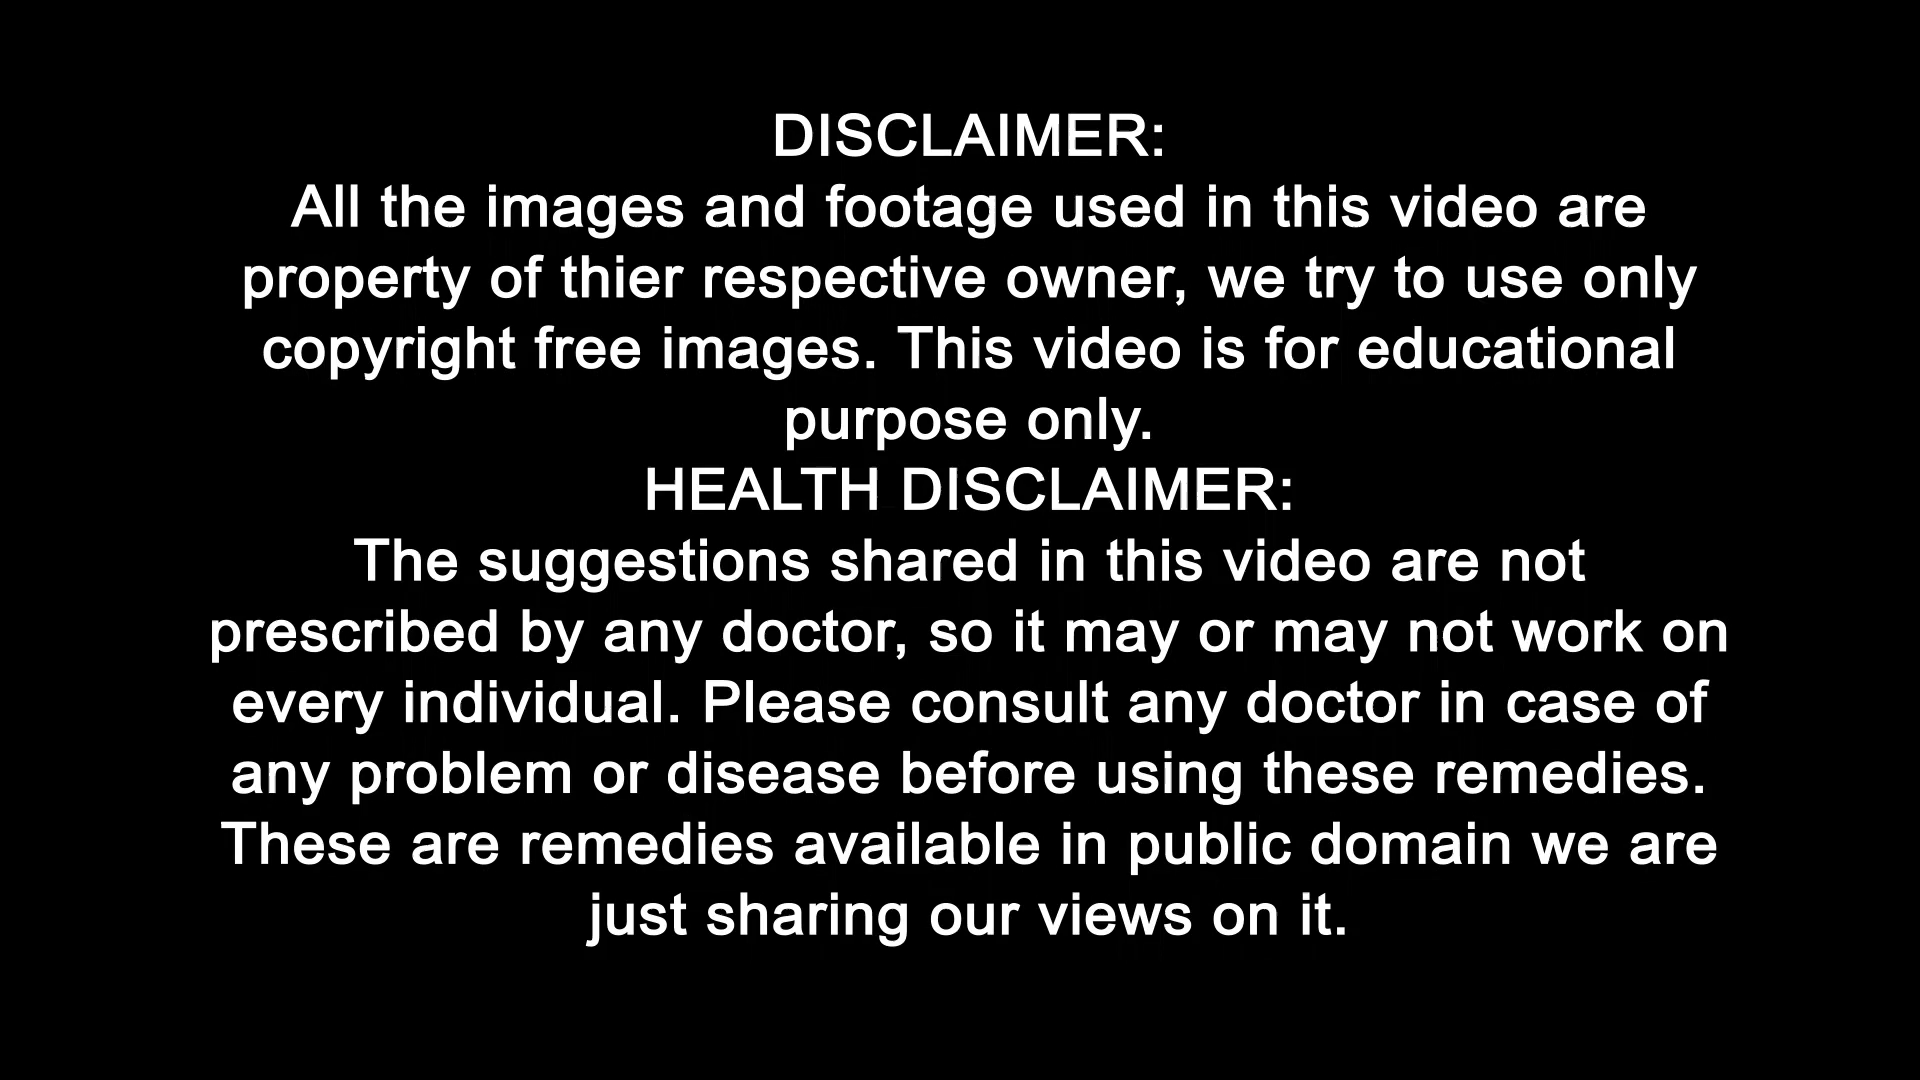 DISCLAIMER:
All the images and footage used in this video are
property of thier respective owner, we try to use only
copyright free images. This video is for educational
purpose only.
HEALTH DISCLAIMER:
The suggestions shared in this video are not
prescribed by any doctor, so it may or may not work on
every individual. Please consult any doctor in case of
any problem or disease before using these remedies.
These are remedies available in public domain we are
just sharing our views on it.